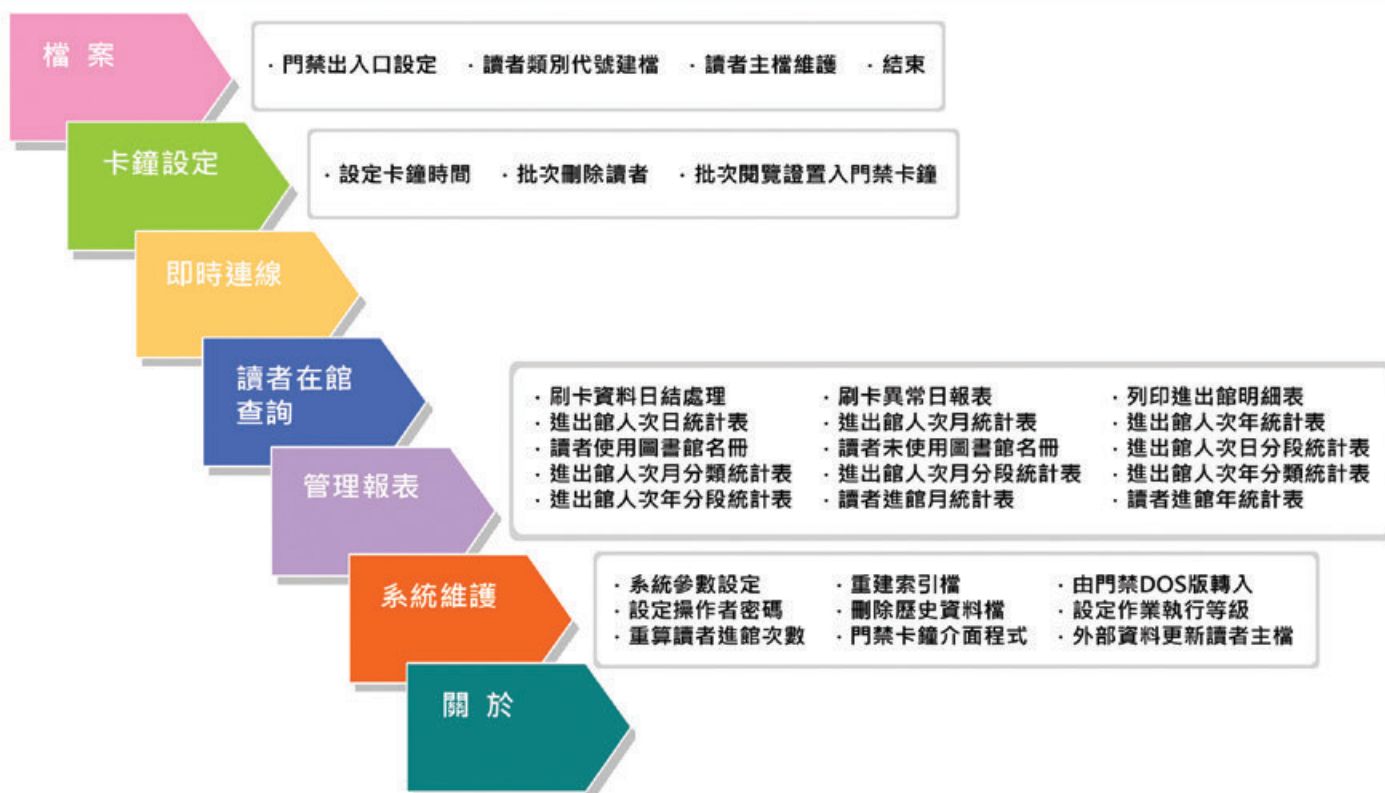 檔 案
· 門禁出入口設定 · 讀者類別代號建檔 · 讀者主檔維護 · 結束
卡鐘設定
· 設定卡鐘時間 · 批次刪除讀者 · 批次閱覽證置入門禁卡鐘
即時連線
讀者在館
查詢
· 刷卡資料日結處理 · 刷卡異常日報表 · 列印進出館明細表
· 進出館人次日統計表 · 進出館人次月統計表 · 進出館人次年統計表
· 讀者使用圖書館名冊 · 讀者未使用圖書館名冊 · 進出館人次日分段統計表
· 進出館人次月分類統計表 · 進出館人次月分段統計表 · 進出館人次年分類統計表
· 進出館人次年分段統計表 · 讀者進館月統計表 · 讀者進館年統計表
管理報表
系統維護
· 系統參數設定 · 重建索引檔 · 由門禁DOS版轉入
· 設定操作者密碼 · 刪除歷史資料檔 · 設定作業執行等級
· 重算讀者進館次數 · 門禁卡鐘介面程式 · 外部資料更新讀者主檔
關 於